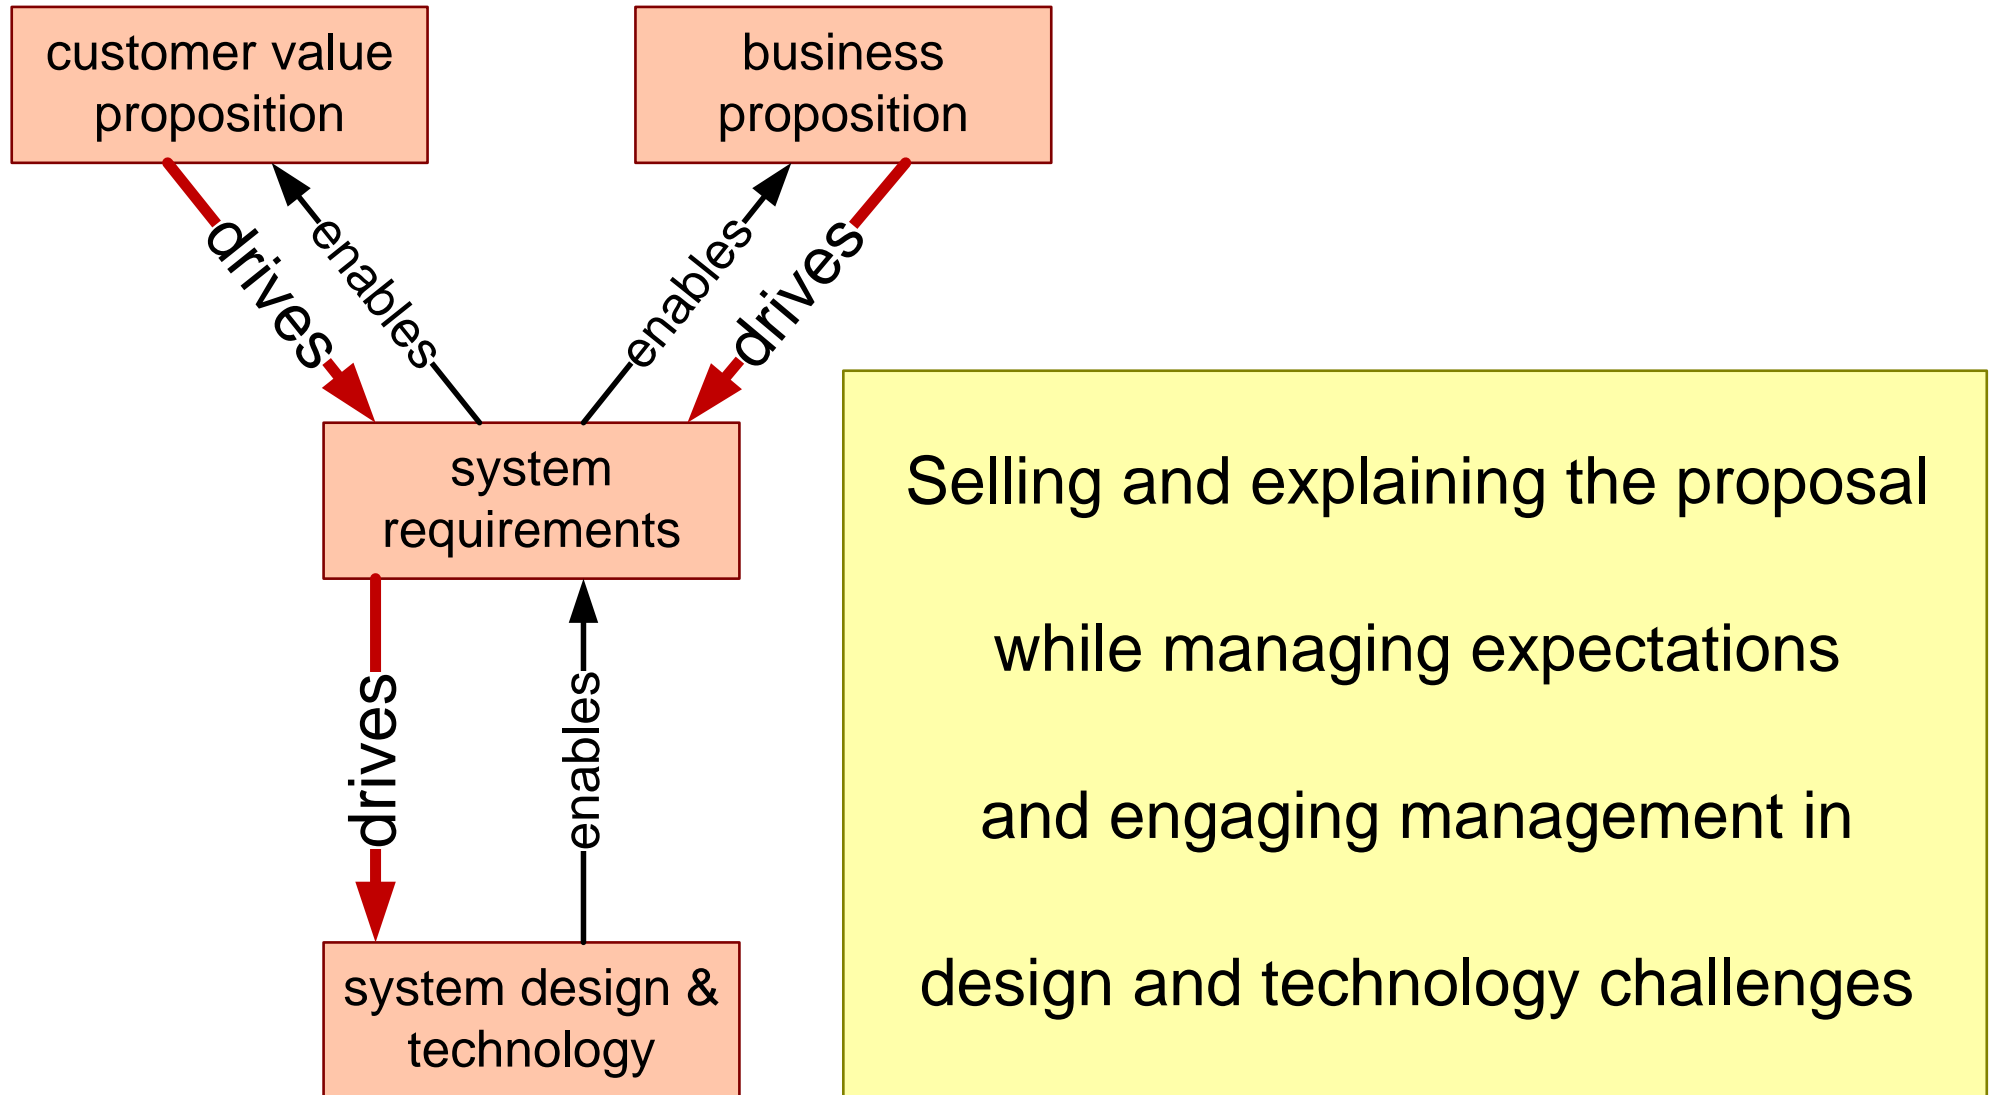 customer value
proposition
business
proposition
drives
enables
enables
drives
system
requirements
drives
enables
system design &
technology
Selling and explaining the proposal
while managing expectations
and engaging management in
design and technology challenges